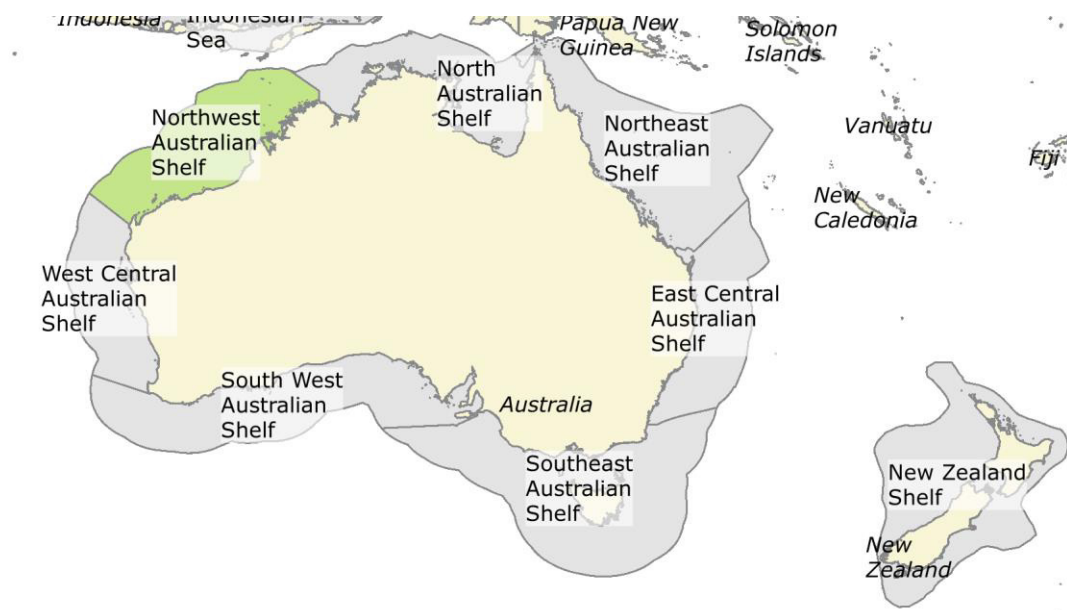 Indonesia
Indonesian
Sea
Papua New
Guinea
Solomon
Islands
North
Australian
Shelf
Northwest
Australian
Shelf
Northeast
Australian
Shelf
Vanuatu
Fiji
New
Caledonia
West Central
Australian
Shelf
East Central
Australian
Shelf
South West
Australian
Shelf
Australia
Southeast
Australian
Shelf
New Zealand
Shelf
New
Zealand